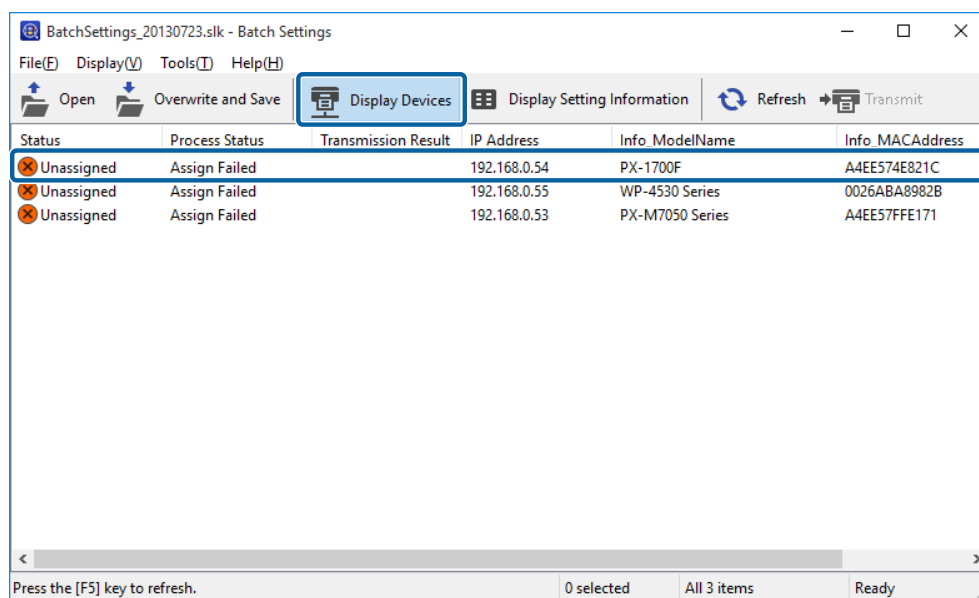 BatchSettings_20130723.slk - Batch Settings
File(F) Display(V) Tools(T) Help(H)
Open Overwrite and Save Display Devices Display Setting Information Refresh Transmit
Status Process Status Transmission Result IP Address Info_ModelName Info_MACAddress
Unassigned Assign Failed 192.168.0.54 PX-1700F A4EE574E821C
Unassigned Assign Failed 192.168.0.55 WP-4530 Series 0026ABA8982B
Unassigned Assign Failed 192.168.0.53 PX-M7050 Series A4EE57FFE171
Press the [F5] key to refresh. 0 selected All 3 items Ready